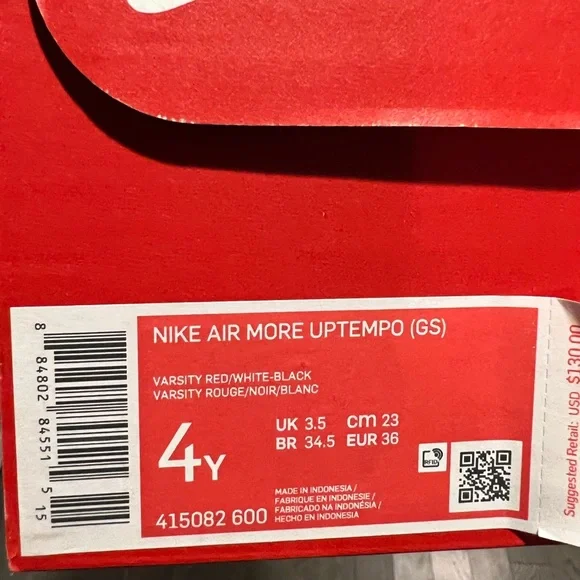 NIKE AIR MORE UPTEMPO (GS)
VARSITY RED/WHITE-BLACK
VARSITY ROUGE/NOIR/BLANC
4Y
UK 3.5 cm 23
BR 34.5 EUR 36
RFID
MADE IN INDONESIA /
FABRIQUE EN INDONESIE /
FABRICADO NA INDONÉSIA /
HECHO EN INDONESIA
415082 600
8 84802 84551 5 15
Suggested Retail: USD $130.00